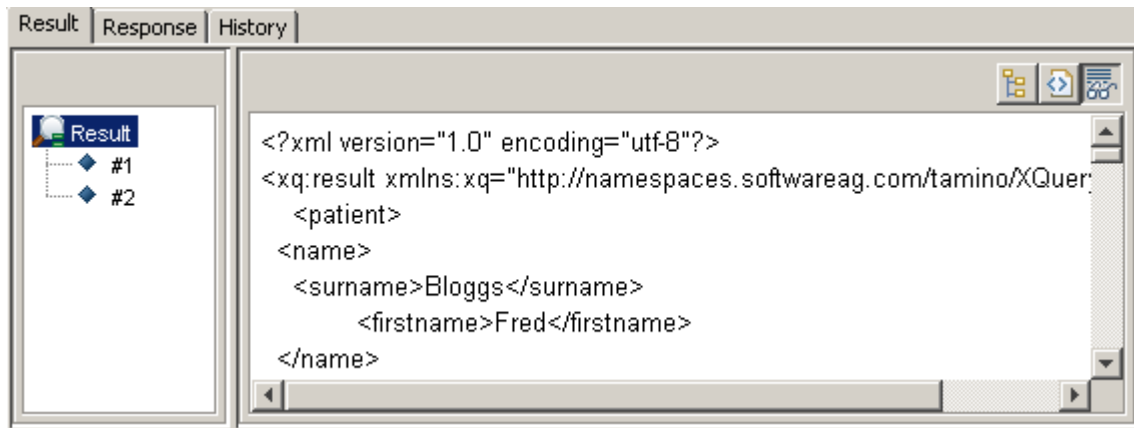 Result Response History
Result
#1
#2
<?xml version="1.0" encoding="utf-8"?>
<xq:result xmlns:xq="http://namespaces.softwareag.com/tamino/XQuer
<patient>
<name>
<surname>Bloggs</surname>
<firstname>Fred</firstname>
</name>